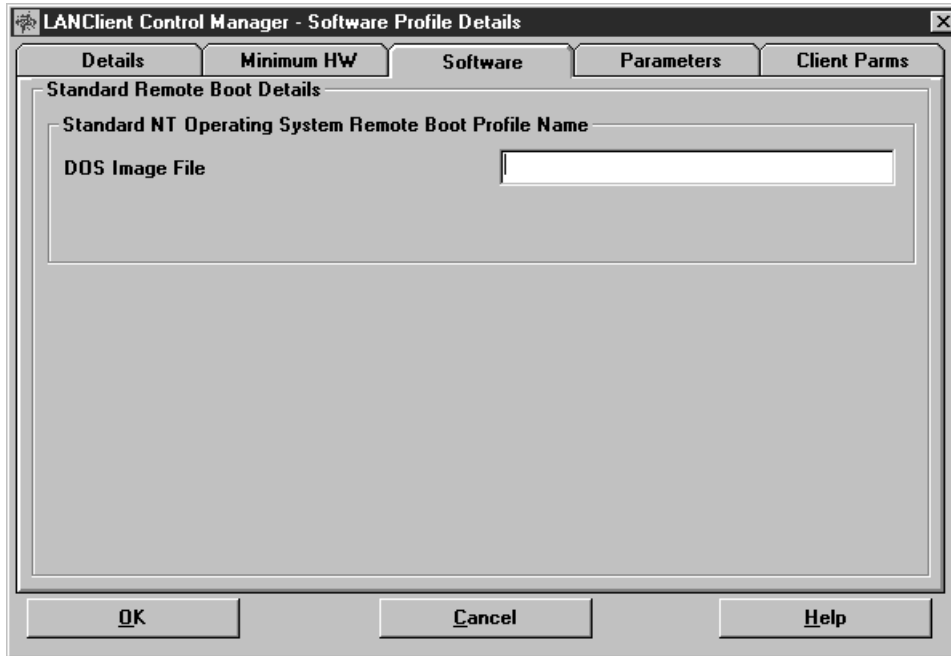 LANClient Control Manager - Software Profile Details
Details Minimum HW Software Parameters Client Parms
Standard Remote Boot Details
Standard NT Operating System Remote Boot Profile Name
DOS Image File
OK Cancel Help